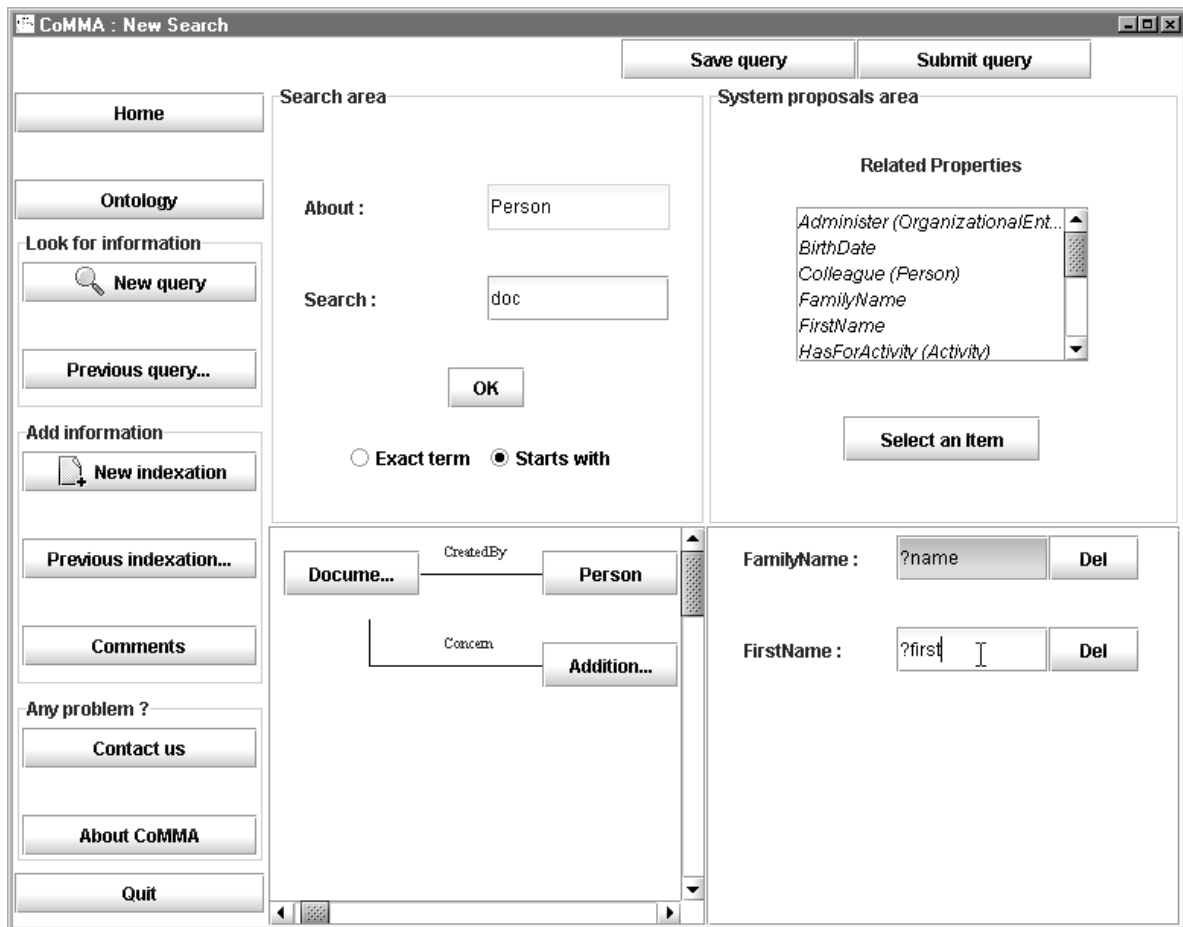 CoMMA : New Search
Save query
Submit query
Home
Ontology
Look for information
New query
Previous query...
Add information
New indexation
Previous indexation...
Comments
Any problem ?
Contact us
About CoMMA
Quit
Search area
About :
Person
Search :
doc
OK
Exact term
Starts with
System proposals area
Related Properties
Administer (OrganizationalEnt...
BirthDate
Colleague (Person)
FamilyName
FirstName
HasForActivity (Activity)
Select an Item
Docume...
CreatedBy
Person
Concern
Addition...
FamilyName :
?name
Del
FirstName :
?first
Del